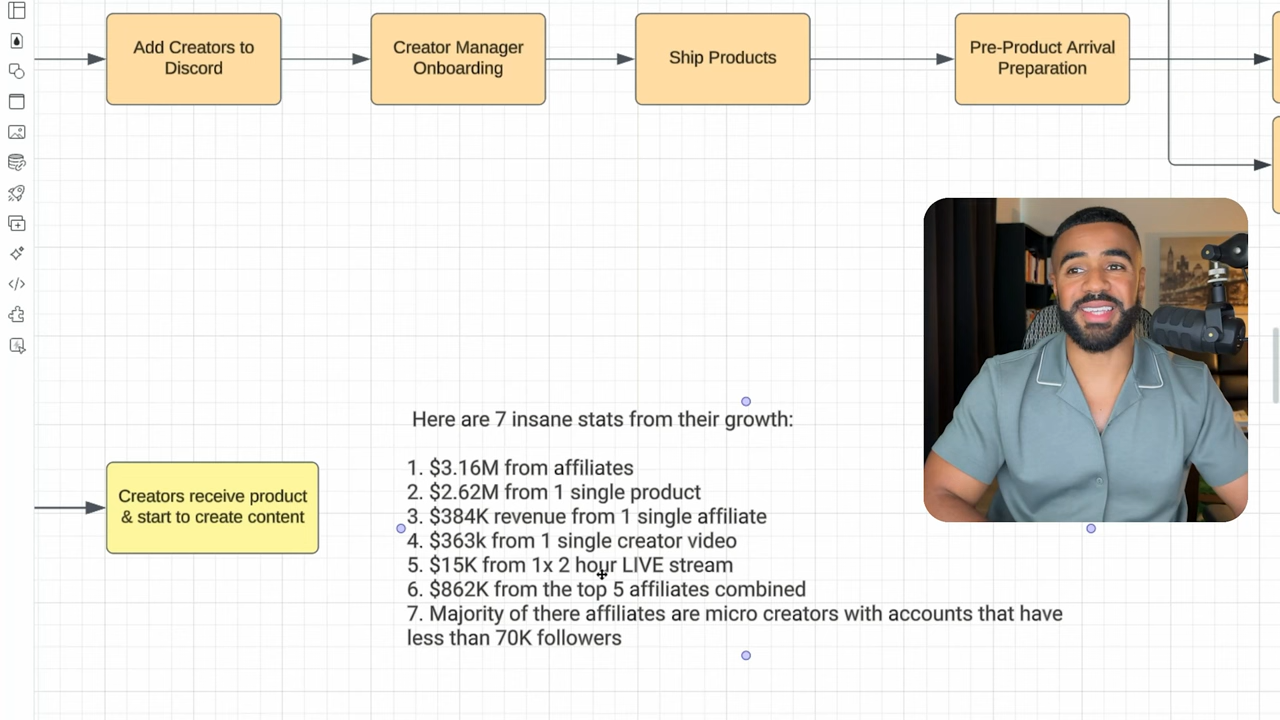 Add Creators to
Discord
Creator Manager
Onboarding
Ship Products
Pre-Product Arrival
Preparation
Here are 7 insane stats from their growth:
1. $3.16M from affiliates
2. $2.62M from 1 single product
3. $384K revenue from 1 single affiliate
4. $363k from 1 single creator video
5. $15K from 1x 2 hour LIVE stream
6. $862K from the top 5 affiliates combined
7. Majority of there affiliates are micro creators with accounts that have
less than 70K followers
Creators receive product
& start to create content